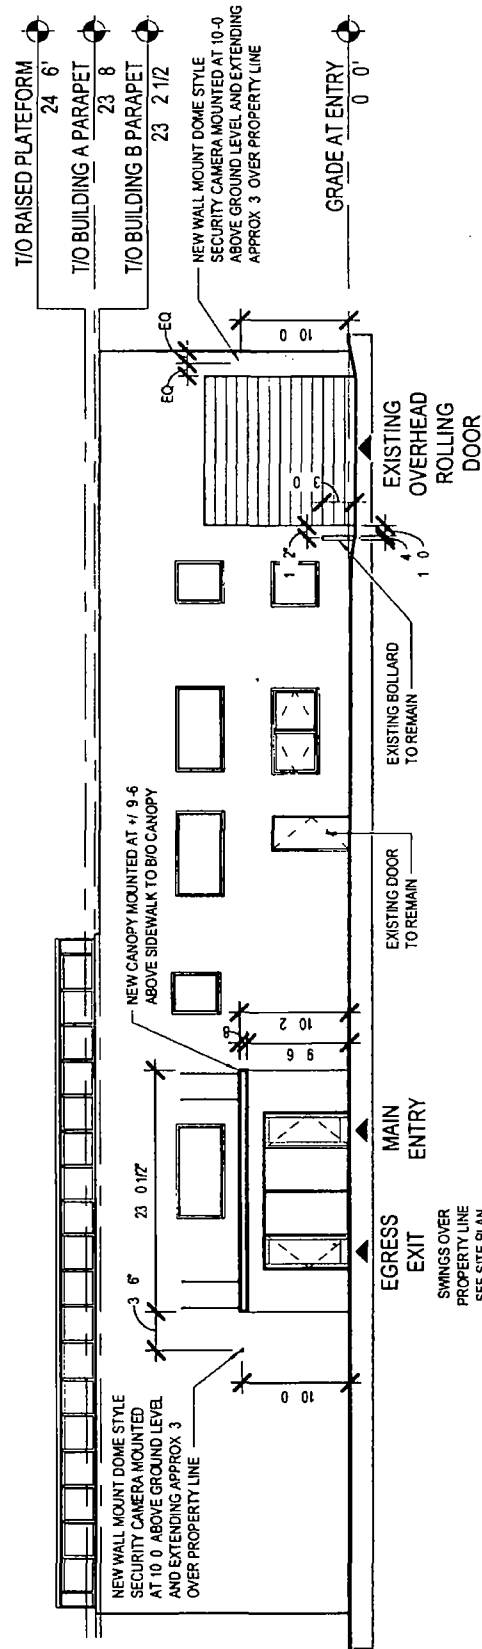 T/O RAISED PLATEFORM
24 6'
T/O BUILDING A PARAPET
23 8
T/O BUILDING B PARAPET
23 2 1/2
NEW WALL MOUNT DOME STYLE
SECURITY CAMERA MOUNTED AT 10-0
ABOVE GROUND LEVEL AND EXTENDING
APPROX 3 OVER PROPERTY LINE
GRADE AT ENTRY
0 0'
EQ
EQ
10 0
3 0
1 2"
4
1 0
EXISTING
OVERHEAD
ROLLING
DOOR
EXISTING BOLLARD
TO REMAIN
EXISTING DOOR
TO REMAIN
NEW CANOPY MOUNTED AT +/ 9-6
ABOVE SIDEWALK TO B/O CANOPY
8
10 2
9 6
23 0 1/2"
3 6"
MAIN
ENTRY
EGRESS
EXIT
SWINGS OVER
PROPERTY LINE
SEE SITE PLAN
NEW WALL MOUNT DOME STYLE
SECURITY CAMERA MOUNTED
AT 10 0 ABOVE GROUND LEVEL
AND EXTENDING APPROX 3
OVER PROPERTY LINE
10 0